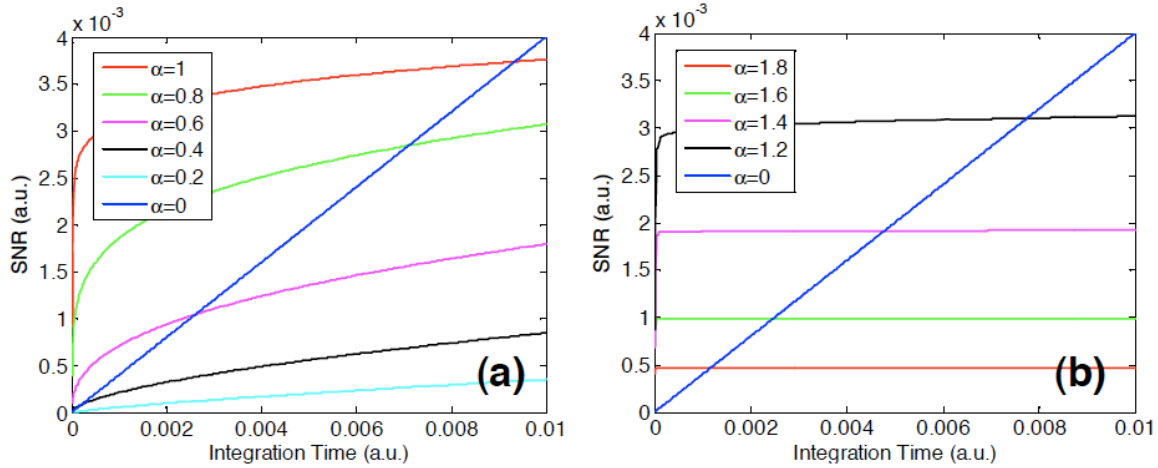 x 10⁻³
4
3.5
3
2.5
2
1.5
1
0.5
0
SNR (a.u.)
α=1
α=0.8
α=0.6
α=0.4
α=0.2
α=0
(a)
0 0.002 0.004 0.006 0.008 0.01
Integration Time (a.u.)
x 10⁻³
4
3.5
3
2.5
2
1.5
1
0.5
0
SNR (a.u.)
α=1.8
α=1.6
α=1.4
α=1.2
α=0
(b)
0 0.002 0.004 0.006 0.008 0.01
Integration Time (a.u.)